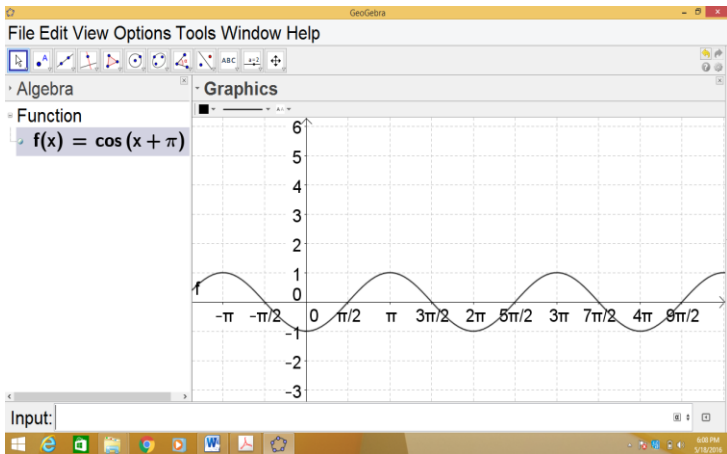 GeoGebra
File Edit View Options Tools Window Help
ABC a=2
Algebra
Graphics
Function
f(x) = cos (x + π)
6
5
4
3
2
1
0
-1
-2
-3
f
-π -π/2 0 π/2 π 3π/2 2π 5π/2 3π 7π/2 4π 9π/2
Input:
6:00 PM
5/18/2016